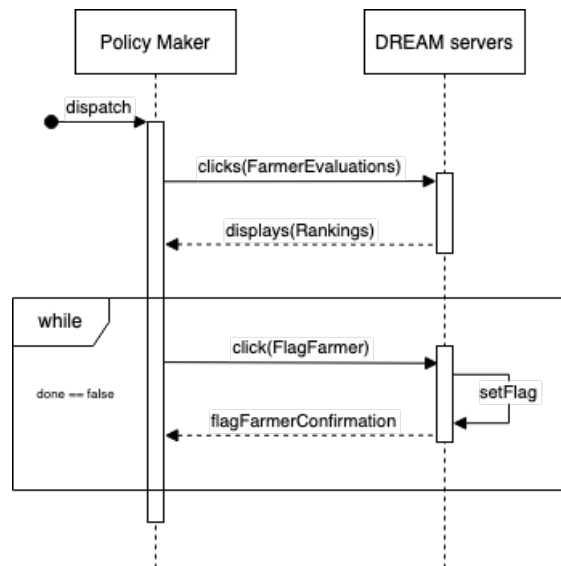 Policy Maker
DREAM servers
dispatch
clicks(FarmerEvaluations)
displays(Rankings)
while
click(FlagFarmer)
done == false
setFlag
flagFarmerConfirmation